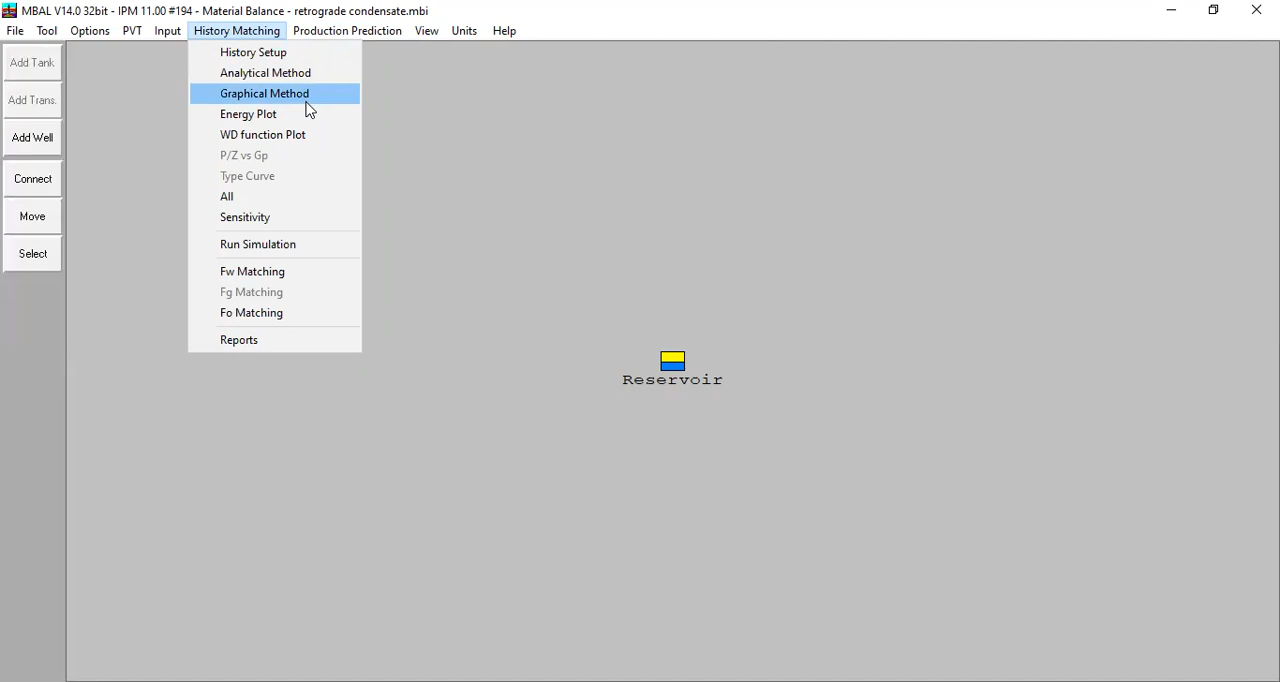 MBAL V14.0 32bit - IPM 11.00 #194 - Material Balance - retrograde condensate.mbi
File Tool Options PVT Input History Matching Production Prediction View Units Help
Add Tank
Add Trans.
Add Well
Connect
Move
Select
History Setup
Analytical Method
Graphical Method
Energy Plot
WD function Plot
P/Z vs Gp
Type Curve
All
Sensitivity
Run Simulation
Fw Matching
Fg Matching
Fo Matching
Reports
Reservoir